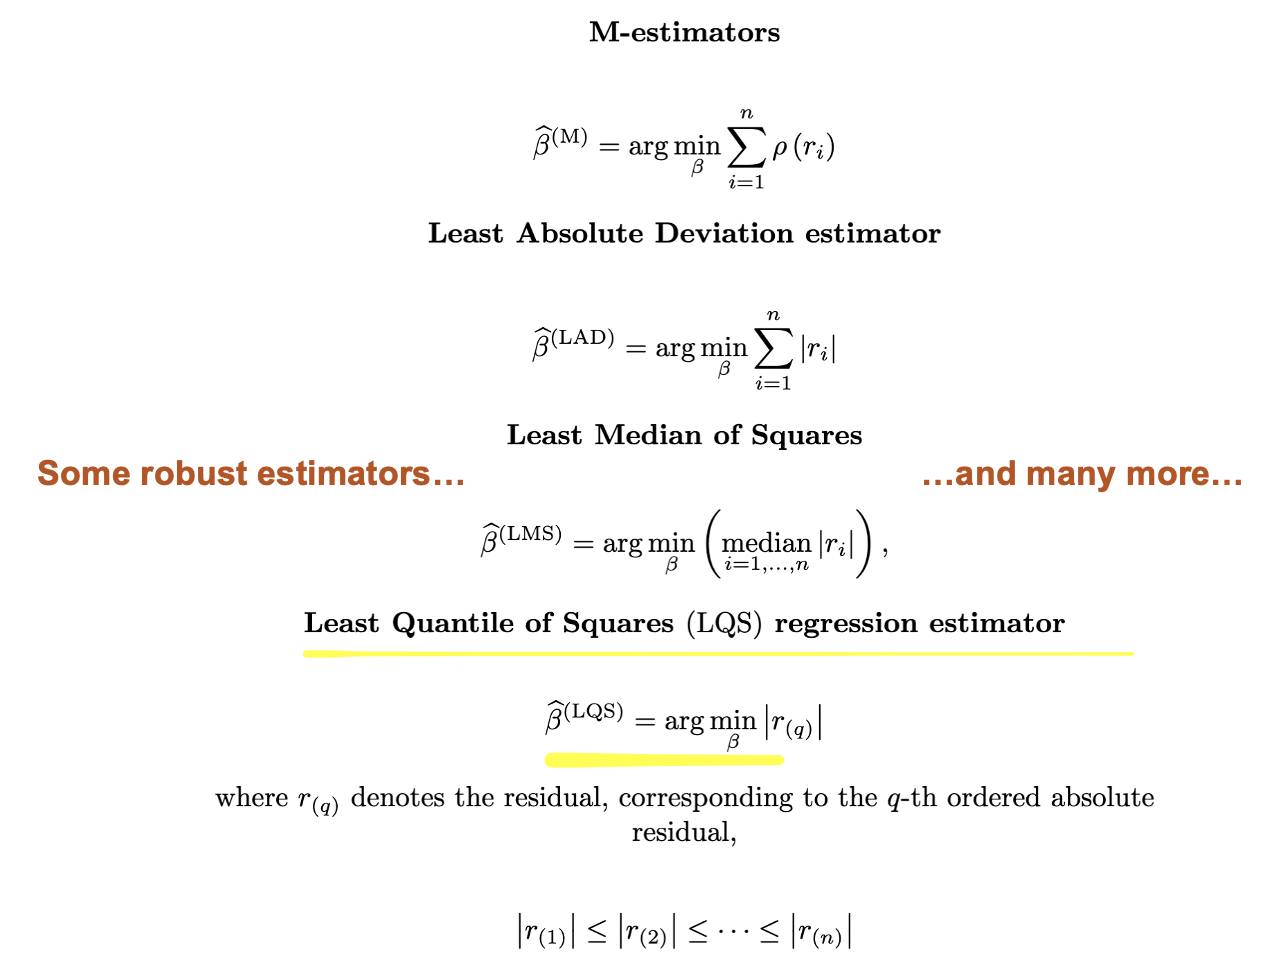 M-estimators
$\widehat{\beta}^{(\mathrm{M})} = \arg\min_{\beta} \sum_{i=1}^{n} \rho\,(r_i)$
Least Absolute Deviation estimator
$\widehat{\beta}^{(\mathrm{LAD})} = \arg\min_{\beta} \sum_{i=1}^{n} |r_i|$
Least Median of Squares
Some robust estimators…
…and many more…
$\widehat{\beta}^{(\mathrm{LMS})} = \arg\min_{\beta} \left( \operatorname{median}_{i=1,\ldots,n} |r_i| \right),$
Least Quantile of Squares (LQS) regression estimator
$\widehat{\beta}^{(\mathrm{LQS})} = \arg\min_{\beta} |r_{(q)}|$
where $r_{(q)}$ denotes the residual, corresponding to the $q$-th ordered absolute
residual,
$|r_{(1)}| \leq |r_{(2)}| \leq \cdots \leq |r_{(n)}|$